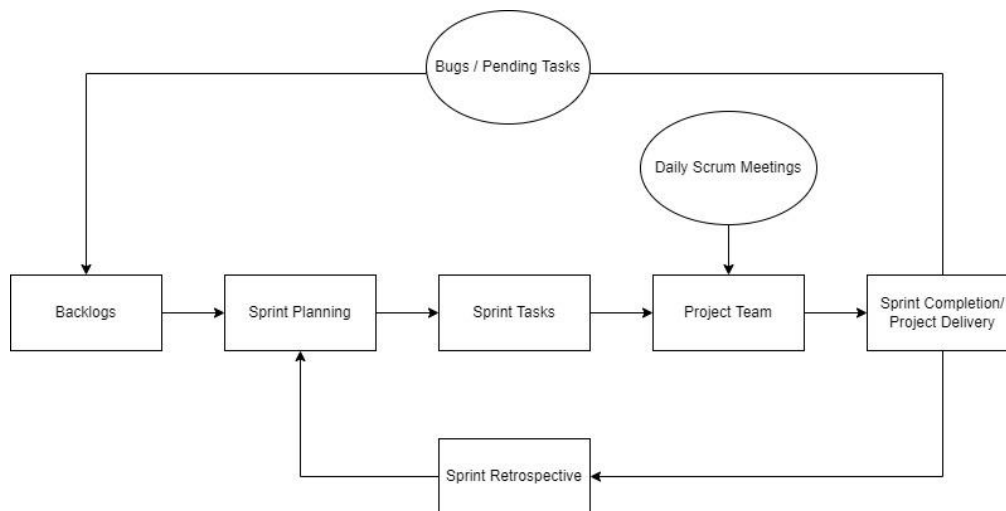 Bugs / Pending Tasks
Daily Scrum Meetings
Backlogs
Sprint Planning
Sprint Tasks
Project Team
Sprint Completion/
Project Delivery
Sprint Retrospective